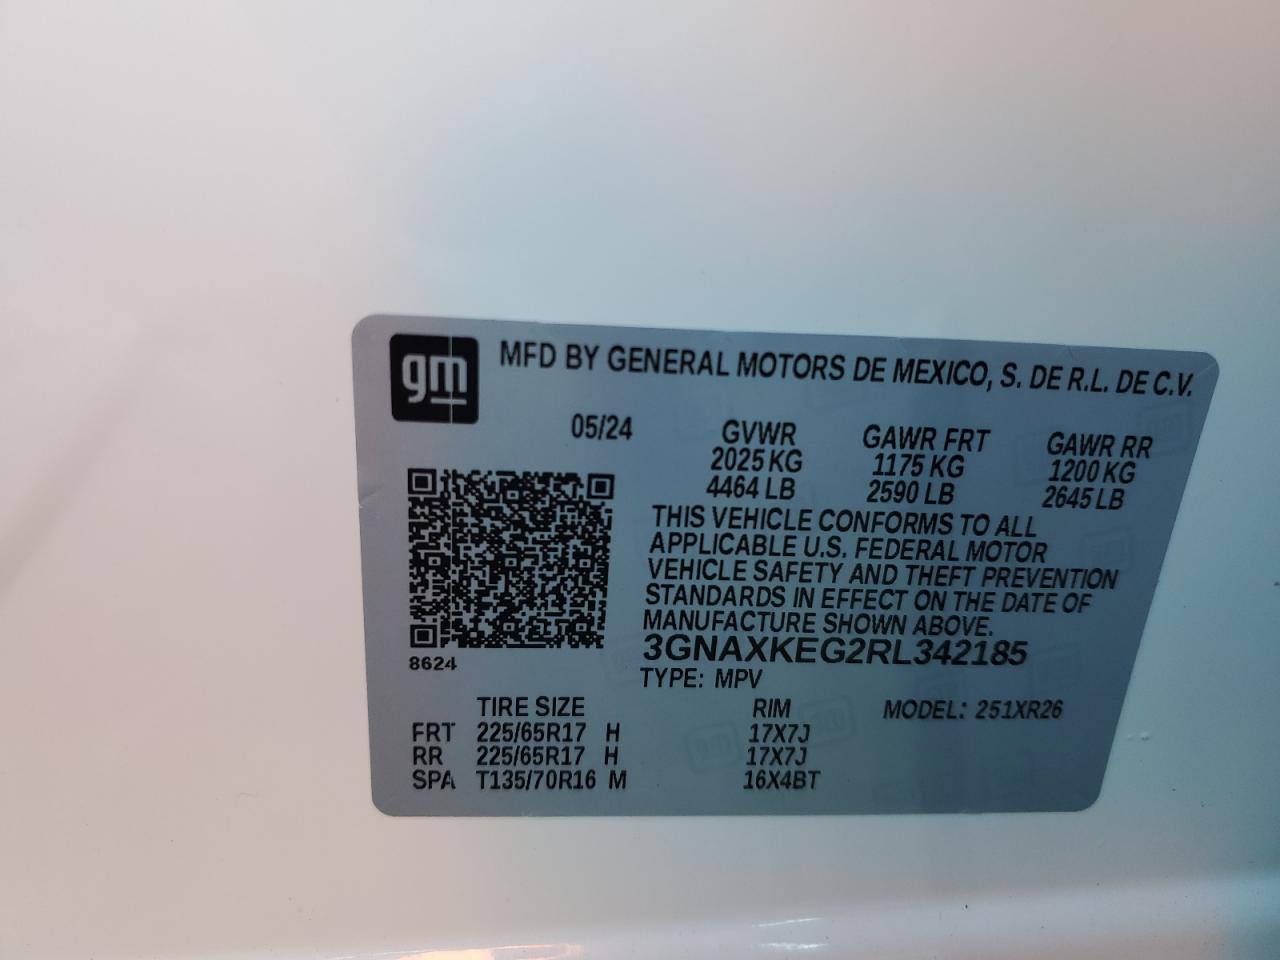 gm MFD BY GENERAL MOTORS DE MEXICO, S. DE R.L. DE C.V.
05/24 GVWR GAWR FRT GAWR RR
2025 KG 1175 KG 1200 KG
4464 LB 2590 LB 2645 LB
THIS VEHICLE CONFORMS TO ALL
APPLICABLE U.S. FEDERAL MOTOR
VEHICLE SAFETY AND THEFT PREVENTION
STANDARDS IN EFFECT ON THE DATE OF
MANUFACTURE SHOWN ABOVE.
8624 3GNAXKEG2RL342185
TYPE: MPV
TIRE SIZE RIM MODEL: 251XR26
FRT 225/65R17 H 17X7J
RR 225/65R17 H 17X7J
SPA T135/70R16 M 16X4BT